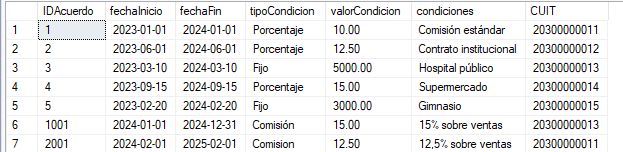 IDAcuerdo fechaInicio fechaFin tipoCondicion valorCondicion condiciones CUIT
1 1 2023-01-01 2024-01-01 Porcentaje 10.00 Comisión estándar 20300000011
2 2 2023-06-01 2024-06-01 Porcentaje 12.50 Contrato institucional 20300000012
3 3 2023-03-10 2024-03-10 Fijo 5000.00 Hospital público 20300000013
4 4 2023-09-15 2024-09-15 Porcentaje 15.00 Supermercado 20300000014
5 5 2023-02-20 2024-02-20 Fijo 3000.00 Gimnasio 20300000015
6 1001 2024-01-01 2024-12-31 Comisión 15.00 15% sobre ventas 20300000013
7 2001 2024-02-01 2025-02-01 Comision 12.50 12,5% sobre ventas 20300000011